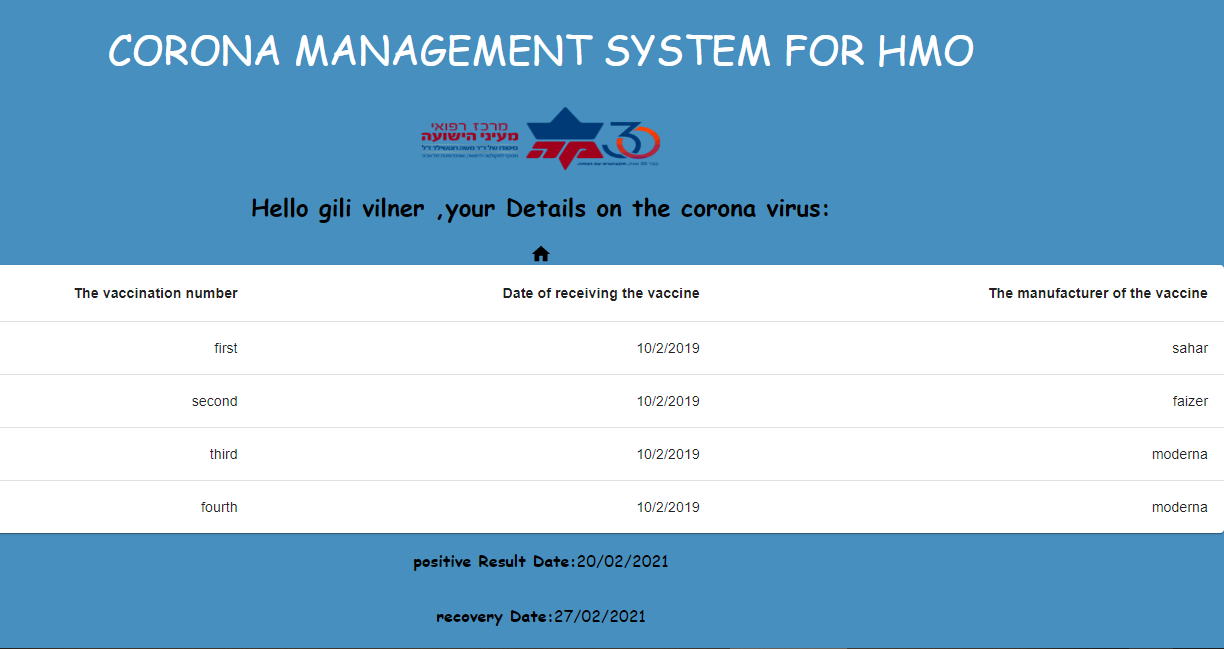 CORONA MANAGEMENT SYSTEM FOR HMO
מרכז רפואי
מעיני הישועה
מה
30
Hello gili vilner ,your Details on the corona virus:
The vaccination number Date of receiving the vaccine The manufacturer of the vaccine
first 10/2/2019 sahar
second 10/2/2019 faizer
third 10/2/2019 moderna
fourth 10/2/2019 moderna
positive Result Date:20/02/2021
recovery Date:27/02/2021